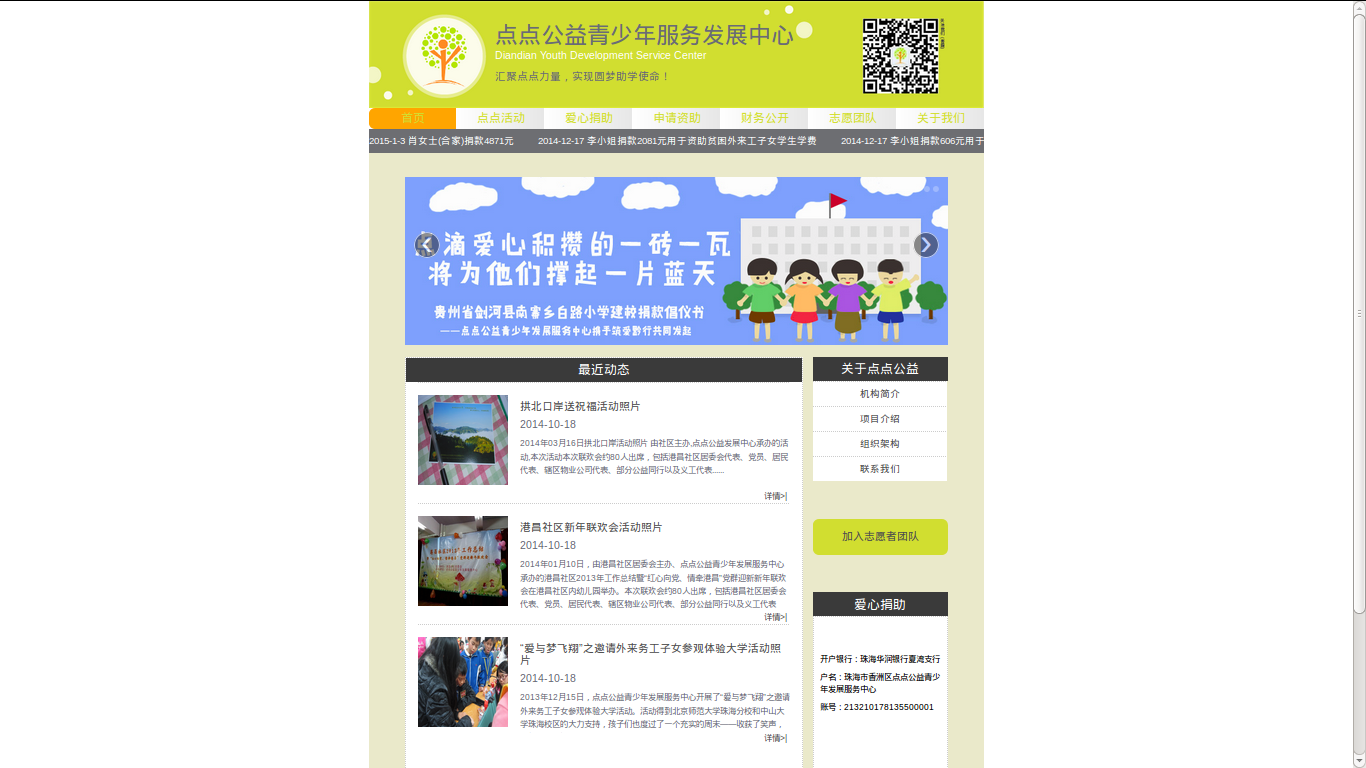 点点公益青少年服务发展中心
Diandian Youth Development Service Center
汇聚点点力量，实现圆梦助学使命！
首页 点点活动 爱心捐助 申请资助 财务公开 志愿团队 关于我们
2015-1-3 肖女士(合家)捐款4871元 2014-12-17 李小姐捐款2081元用于资助贫困外来工子女学生学费 2014-12-17 李小姐捐款606元用于
滴爱心积攒的一砖一瓦
将为他们撑起一片蓝天
贵州省剑河县南寨乡白路小学建校捐款倡仪书
——点点公益青少年发展服务中心携手筑爱黔行共同发起
最近动态
拱北口岸送祝福活动照片
2014-10-18
2014年03月16日拱北口岸活动照片 由社区主办,点点公益发展中心承办的活
动,本次活动本次联欢会约80人出席，包括港昌社区居委会代表、党员、居民
代表、辖区物业公司代表、部分公益同行以及义工代表......
详情>|
港昌社区新年联欢会活动照片
2014-10-18
2014年01月10日，由港昌社区居委会主办、点点公益青少年发展服务中心
承办的港昌社区2013年工作总结暨“红心向党、情牵港昌”党群迎新新年联欢
会在港昌社区内幼儿园举办。本次联欢会约80人出席，包括港昌社区居委会
代表、党员、居民代表、辖区物业公司代表、部分公益同行以及义工代表
详情>|
“爱与梦飞翔”之邀请外来务工子女参观体验大学活动照
片
2014-10-18
2013年12月15日，点点公益青少年发展服务中心开展了“爱与梦飞翔”之邀请
外来务工子女参观体验大学活动。活动得到北京师范大学珠海分校和中山大
学珠海校区的大力支持，孩子们也度过了一个充实的周末——收获了笑声，
详情>|
关于点点公益
机构简介
项目介绍
组织架构
联系我们
加入志愿者团队
爱心捐助
开户银行：珠海华润银行夏湾支行
户名：珠海市香洲区点点公益青少
年发展服务中心
账号：213210178135500001